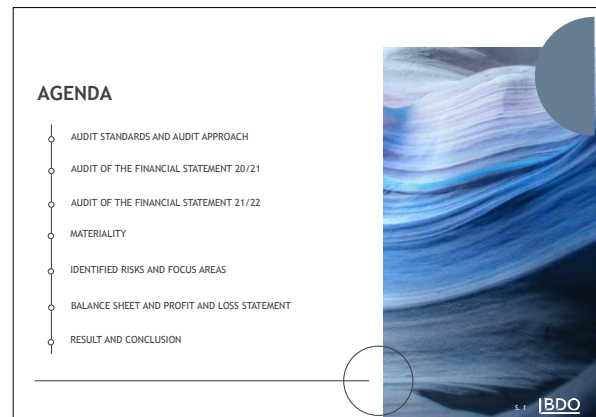 AGENDA
AUDIT STANDARDS AND AUDIT APPROACH
AUDIT OF THE FINANCIAL STATEMENT 20/21
AUDIT OF THE FINANCIAL STATEMENT 21/22
MATERIALITY
IDENTIFIED RISKS AND FOCUS AREAS
BALANCE SHEET AND PROFIT AND LOSS STATEMENT
RESULT AND CONCLUSION
S. 1
BDO